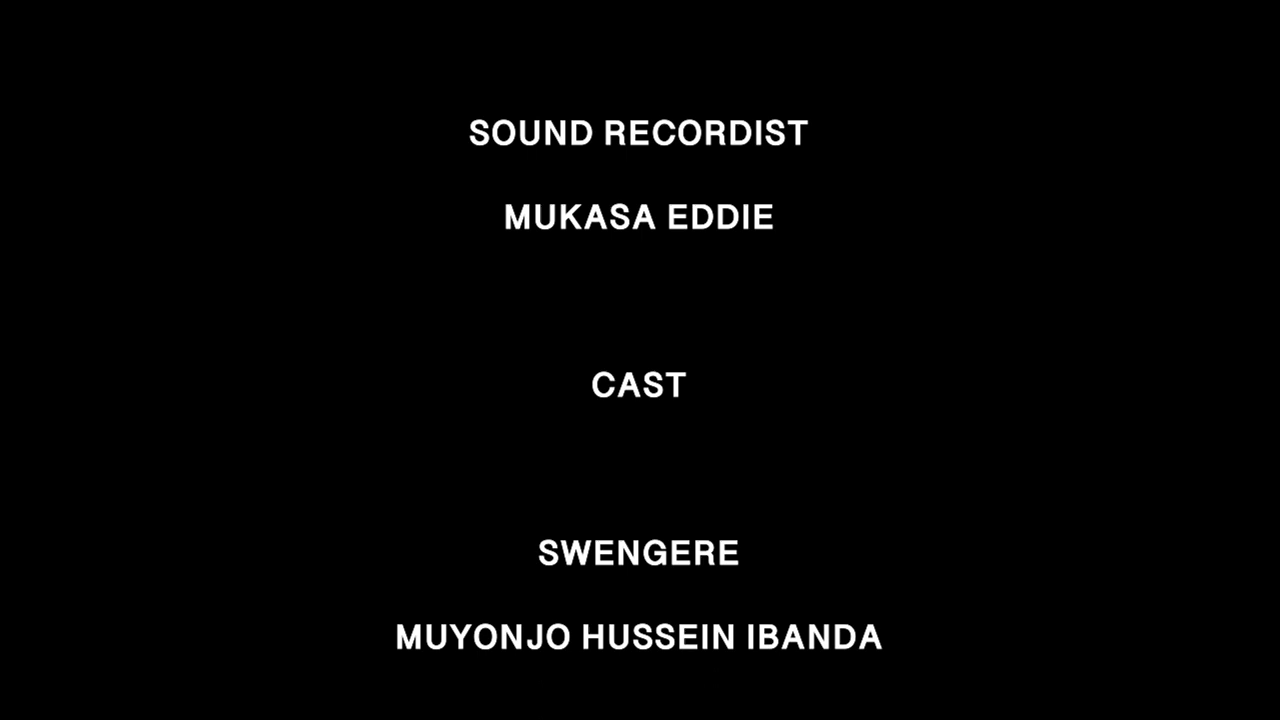 SOUND RECORDIST
MUKASA EDDIE
CAST
SWENGERE
MUYONJO HUSSEIN IBANDA